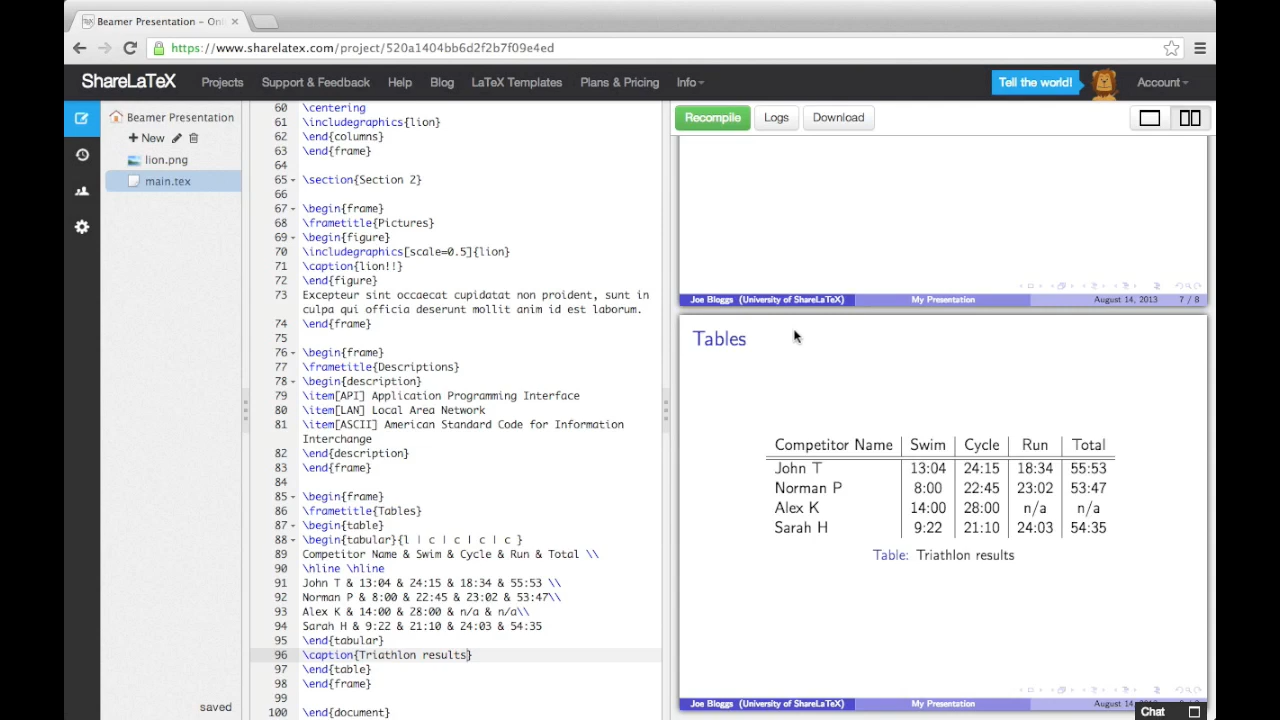 Beamer Presentation – Onl
https://www.sharelatex.com/project/520a1404bb6d2f2b7f09e4ed
ShareLaTeX Projects Support & Feedback Help Blog LaTeX Templates Plans & Pricing Info Tell the world! Account
Beamer Presentation
New
lion.png
main.tex
saved
60 \centering
61 \includegraphics{lion}
62 \end{columns}
63 \end{frame}
64
65 \section{Section 2}
66
67 \begin{frame}
68 \frametitle{Pictures}
69 \begin{figure}
70 \includegraphics[scale=0.5]{lion}
71 \caption{lion!!}
72 \end{figure}
73 Excepteur sint occaecat cupidatat non proident, sunt in
culpa qui officia deserunt mollit anim id est laborum.
74 \end{frame}
75
76 \begin{frame}
77 \frametitle{Descriptions}
78 \begin{description}
79 \item[API] Application Programming Interface
80 \item[LAN] Local Area Network
81 \item[ASCII] American Standard Code for Information
Interchange
82 \end{description}
83 \end{frame}
84
85 \begin{frame}
86 \frametitle{Tables}
87 \begin{table}
88 \begin{tabular}{l | c | c | c | c }
89 Competitor Name & Swim & Cycle & Run & Total \\
90 \hline \hline
91 John T & 13:04 & 24:15 & 18:34 & 55:53 \\
92 Norman P & 8:00 & 22:45 & 23:02 & 53:47\\
93 Alex K & 14:00 & 28:00 & n/a & n/a\\
94 Sarah H & 9:22 & 21:10 & 24:03 & 54:35
95 \end{tabular}
96 \caption{Triathlon results}
97 \end{table}
98 \end{frame}
99
100 \end{document}
Recompile Logs Download
Joe Bloggs (University of ShareLaTeX) My Presentation August 14, 2013 7 / 8
Tables
Competitor Name Swim Cycle Run Total
John T 13:04 24:15 18:34 55:53
Norman P 8:00 22:45 23:02 53:47
Alex K 14:00 28:00 n/a n/a
Sarah H 9:22 21:10 24:03 54:35
Table: Triathlon results
Joe Bloggs (University of ShareLaTeX) My Presentation August 14,
Chat